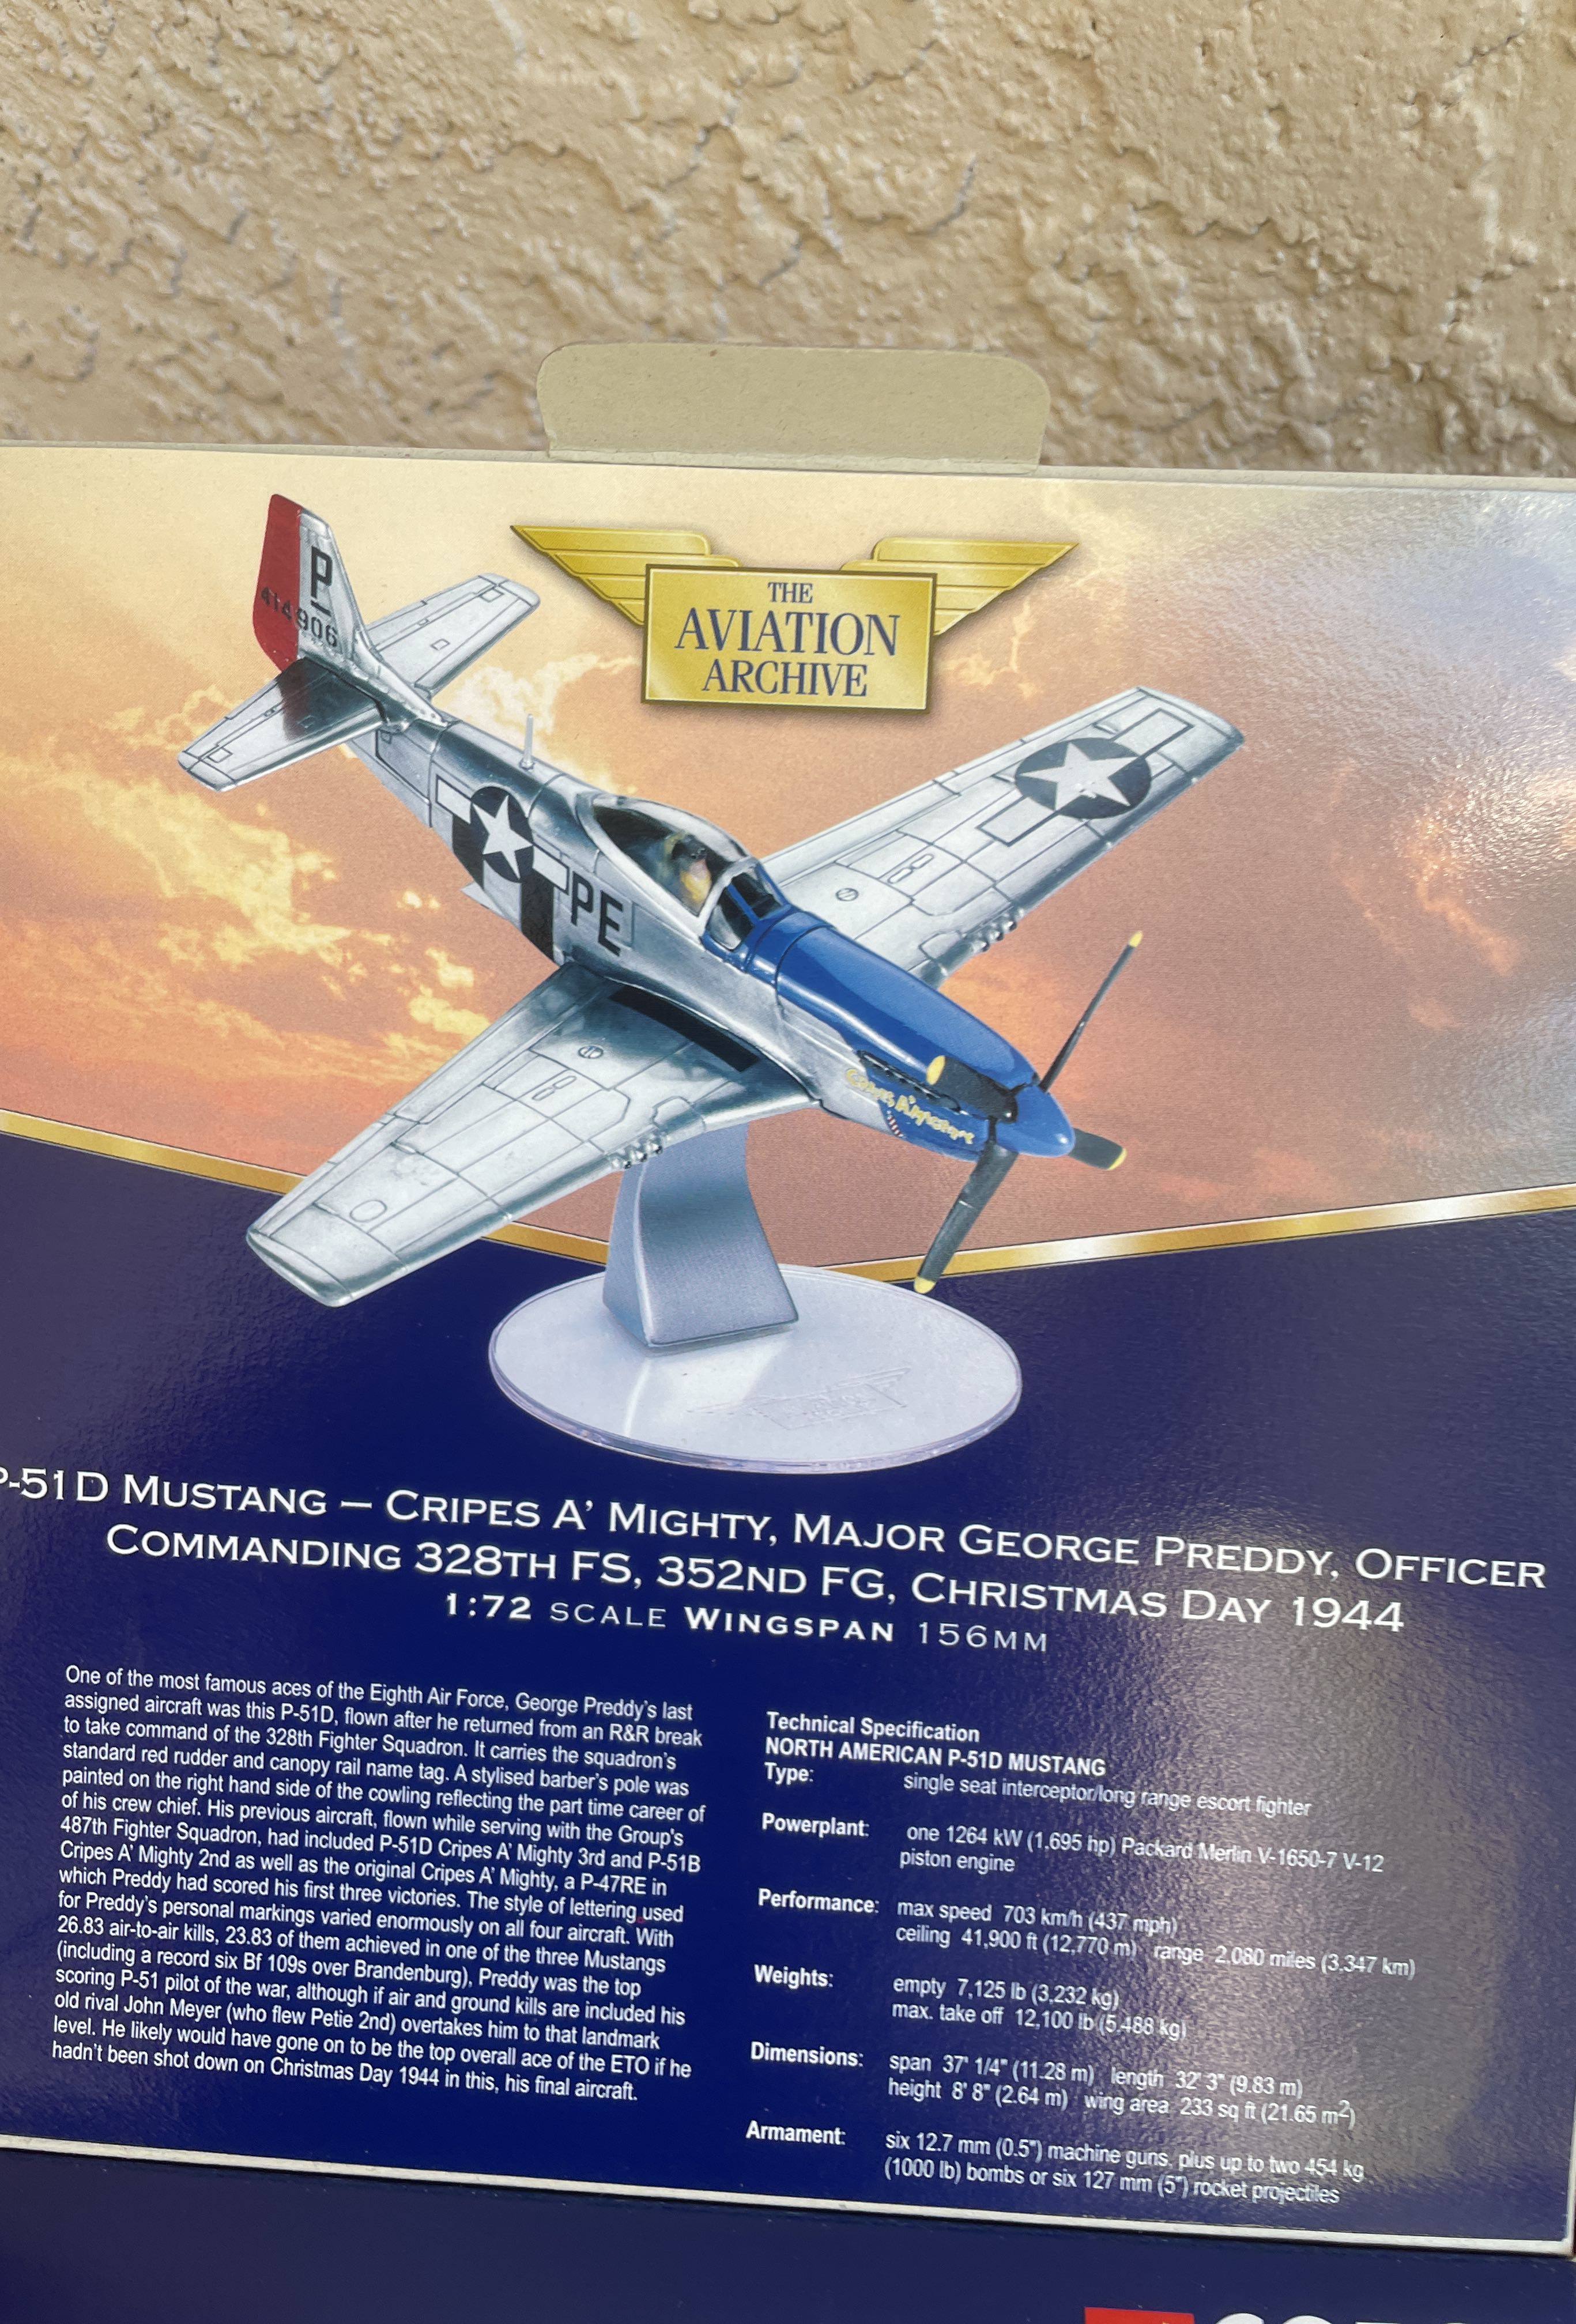 P
414906
THE
AVIATION
ARCHIVE
PE
Cripes A' Mighty
P-51D MUSTANG – CRIPES A' MIGHTY, MAJOR GEORGE PREDDY, OFFICER
COMMANDING 328TH FS, 352ND FG, CHRISTMAS DAY 1944
1:72 SCALE WINGSPAN 156MM
One of the most famous aces of the Eighth Air Force, George Preddy's last
assigned aircraft was this P-51D, flown after he returned from an R&R break
to take command of the 328th Fighter Squadron. It carries the squadron's
standard red rudder and canopy rail name tag. A stylised barber's pole was
painted on the right hand side of the cowling reflecting the part time career of
of his crew chief. His previous aircraft, flown while serving with the Group's
487th Fighter Squadron, had included P-51D Cripes A' Mighty 3rd and P-51B
Cripes A' Mighty 2nd as well as the original Cripes A' Mighty, a P-47RE in
which Preddy had scored his first three victories. The style of lettering used
for Preddy's personal markings varied enormously on all four aircraft. With
26.83 air-to-air kills, 23.83 of them achieved in one of the three Mustangs
(including a record six Bf 109s over Brandenburg), Preddy was the top
scoring P-51 pilot of the war, although if air and ground kills are included his
old rival John Meyer (who flew Petie 2nd) overtakes him to that landmark
level. He likely would have gone on to be the top overall ace of the ETO if he
hadn't been shot down on Christmas Day 1944 in this, his final aircraft.
Technical Specification
NORTH AMERICAN P-51D MUSTANG
Type: single seat interceptor/long range escort fighter
Powerplant: one 1264 kW (1,695 hp) Packard Merlin V-1650-7 V-12
piston engine
Performance: max speed 703 km/h (437 mph)
ceiling 41,900 ft (12,770 m) range 2,080 miles (3,347 km)
Weights: empty 7,125 lb (3,232 kg)
max. take off 12,100 lb (5,488 kg)
Dimensions: span 37' 1/4" (11.28 m) length 32' 3" (9.83 m)
height 8' 8" (2.64 m) wing area 233 sq ft (21.65 m2)
Armament: six 12.7 mm (0.5") machine guns, plus up to two 454 kg
(1000 lb) bombs or six 127 mm (5") rocket projectiles